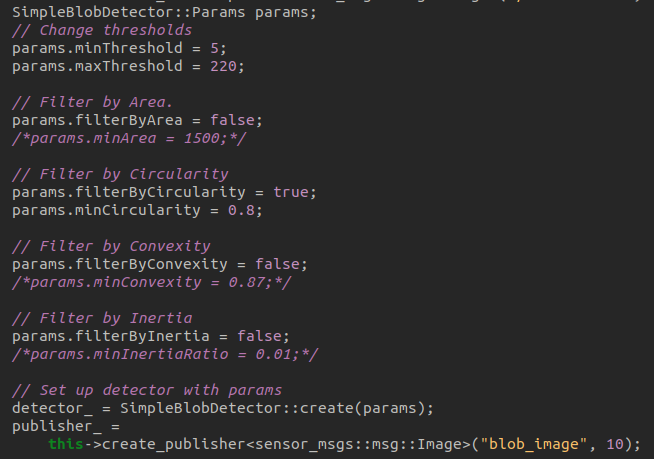 SimpleBlobDetector::Params params;
// Change thresholds
params.minThreshold = 5;
params.maxThreshold = 220;
// Filter by Area.
params.filterByArea = false;
/*params.minArea = 1500;*/
// Filter by Circularity
params.filterByCircularity = true;
params.minCircularity = 0.8;
// Filter by Convexity
params.filterByConvexity = false;
/*params.minConvexity = 0.87;*/
// Filter by Inertia
params.filterByInertia = false;
/*params.minInertiaRatio = 0.01;*/
// Set up detector with params
detector_ = SimpleBlobDetector::create(params);
publisher_ =
this->create_publisher<sensor_msgs::msg::Image>("blob_image", 10);